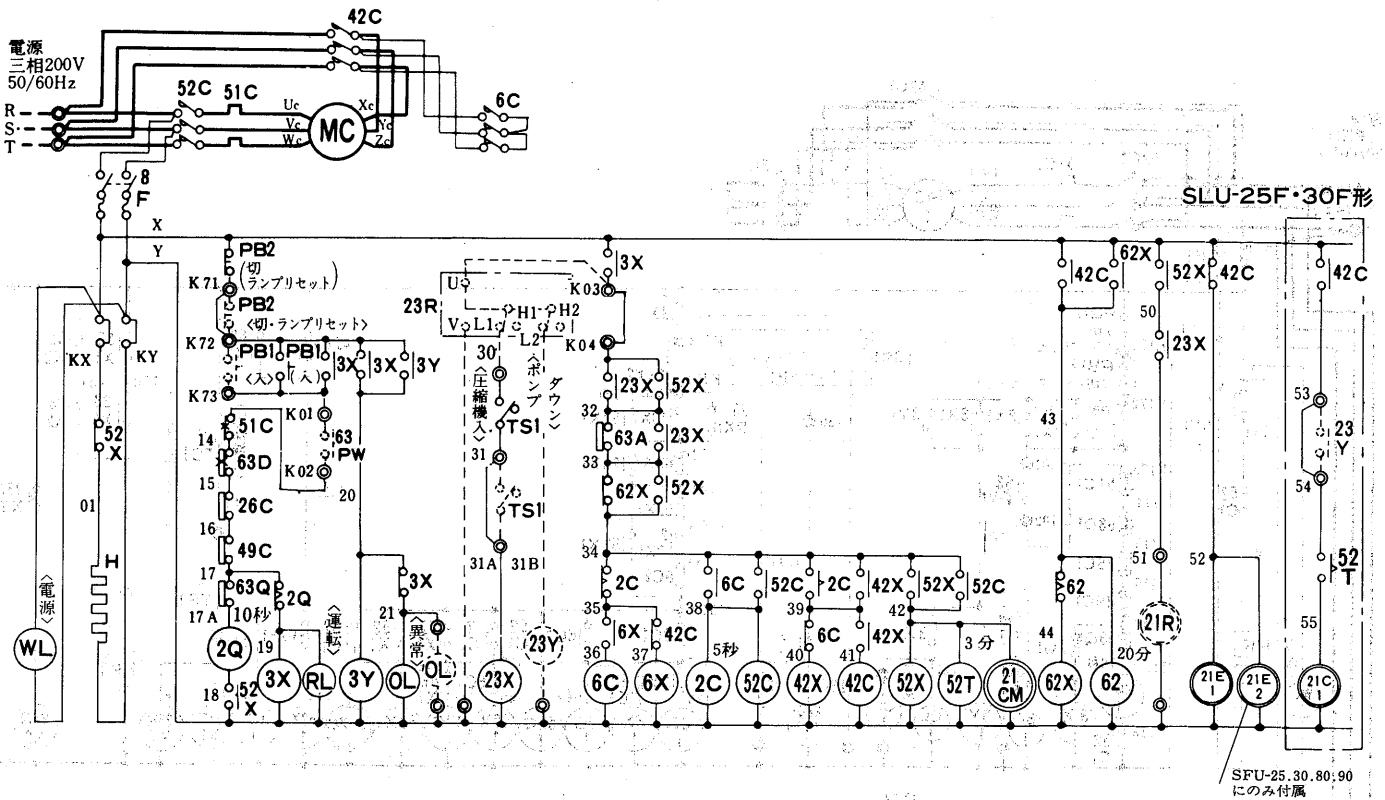 42C
電源
三相200V
50/60Hz
52C
51C
6C
R
S
T
Uc
Vc
Wc
MC
Xc
Yc
Zc
8
F
SLU-25F・30F形
X
Y
PB2
(切
ランプリセット)
K71
PB2
〈切・ランプリセット〉
K72
PB1
〈入〉
PB1
(入)
3X
3X
3Y
K73
KX
KY
52
X
01
H
〈電源〉
WL
51C
14
63D
15
26C
16
49C
17
63Q
17A
10秒
2Q
18
52
X
K01
63
PW
K02
2Q
19
3X
RL
〈運転〉
20
3Y
3X
21
〈異常〉
OL
OL
23R
U
V
L1
H1
H2
L2
30
〈圧縮機入〉
TS1
31
TS1
31A
31B
23X
〈ポンプ
ダウン〉
23Y
3X
K03
K04
23X
52X
32
63A
23X
33
62X
52X
34
2C
6C
52C
2C
42X
52X
52C
35
38
39
42
6X
42C
6C
42X
36
37
5秒
40
41
3分
6C
6X
2C
52C
42X
42C
52X
52T
21
CM
42C
62X
43
62
44
20分
62X
62
52X
50
23X
51
21R
42C
52
21E
1
21E
2
42C
53
23
Y
54
52
T
55
21C
1
SFU-25.30.80.90
にのみ付属